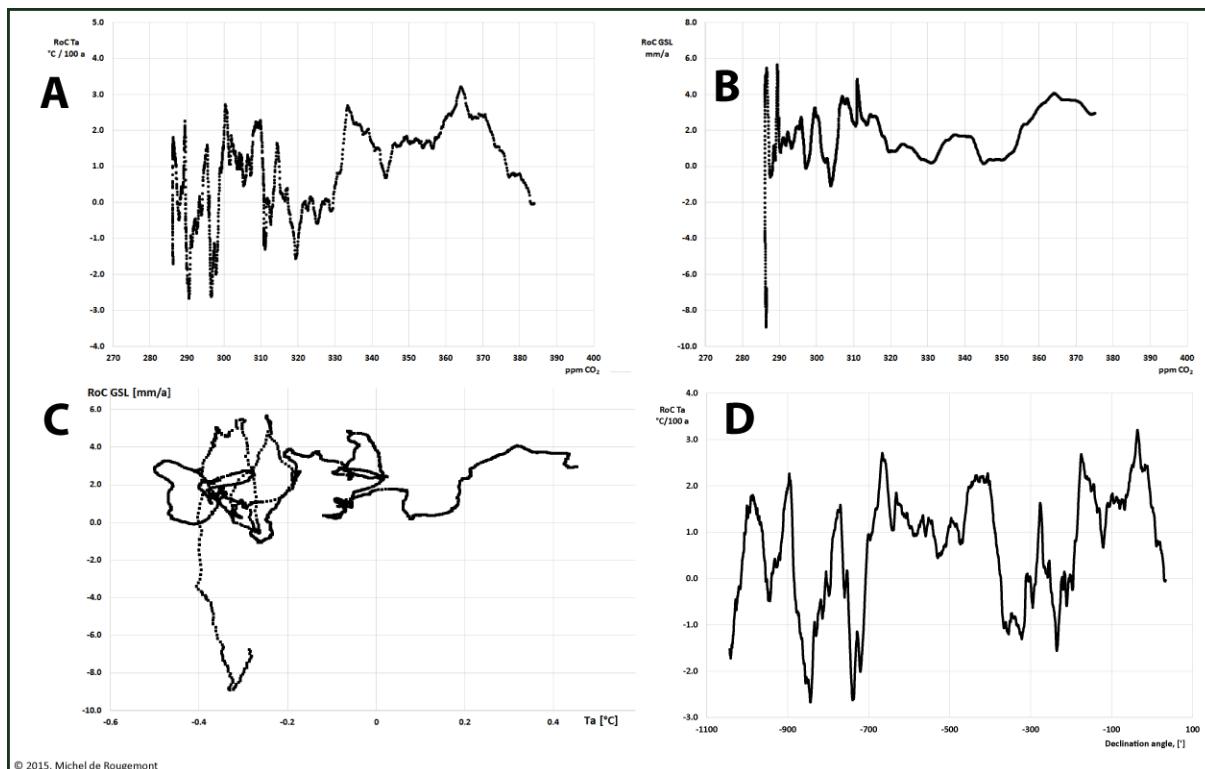 A
RoC Ta
°C / 100 a
5.0
4.0
3.0
2.0
1.0
0.0
-1.0
-2.0
-3.0
-4.0
270 280 290 300 310 320 330 340 350 360 370 380 390 400
ppm CO₂
B
RoC GSL
mm/a
8.0
6.0
4.0
2.0
0.0
-2.0
-4.0
-6.0
-8.0
-10.0
270 280 290 300 310 320 330 340 350 360 370 380 390 400
ppm CO₂
C
RoC GSL [mm/a]
6.0
4.0
2.0
0.0
-2.0
-4.0
-6.0
-8.0
-10.0
-0.6 -0.4 -0.2 0 0.2 0.4
Ta [°C]
D
RoC Ta
°C/100 a
4.0
3.0
2.0
1.0
0.0
-1.0
-2.0
-3.0
-1100 -900 -700 -500 -300 -100 100
Declination angle, [']
© 2015, Michel de Rougemont